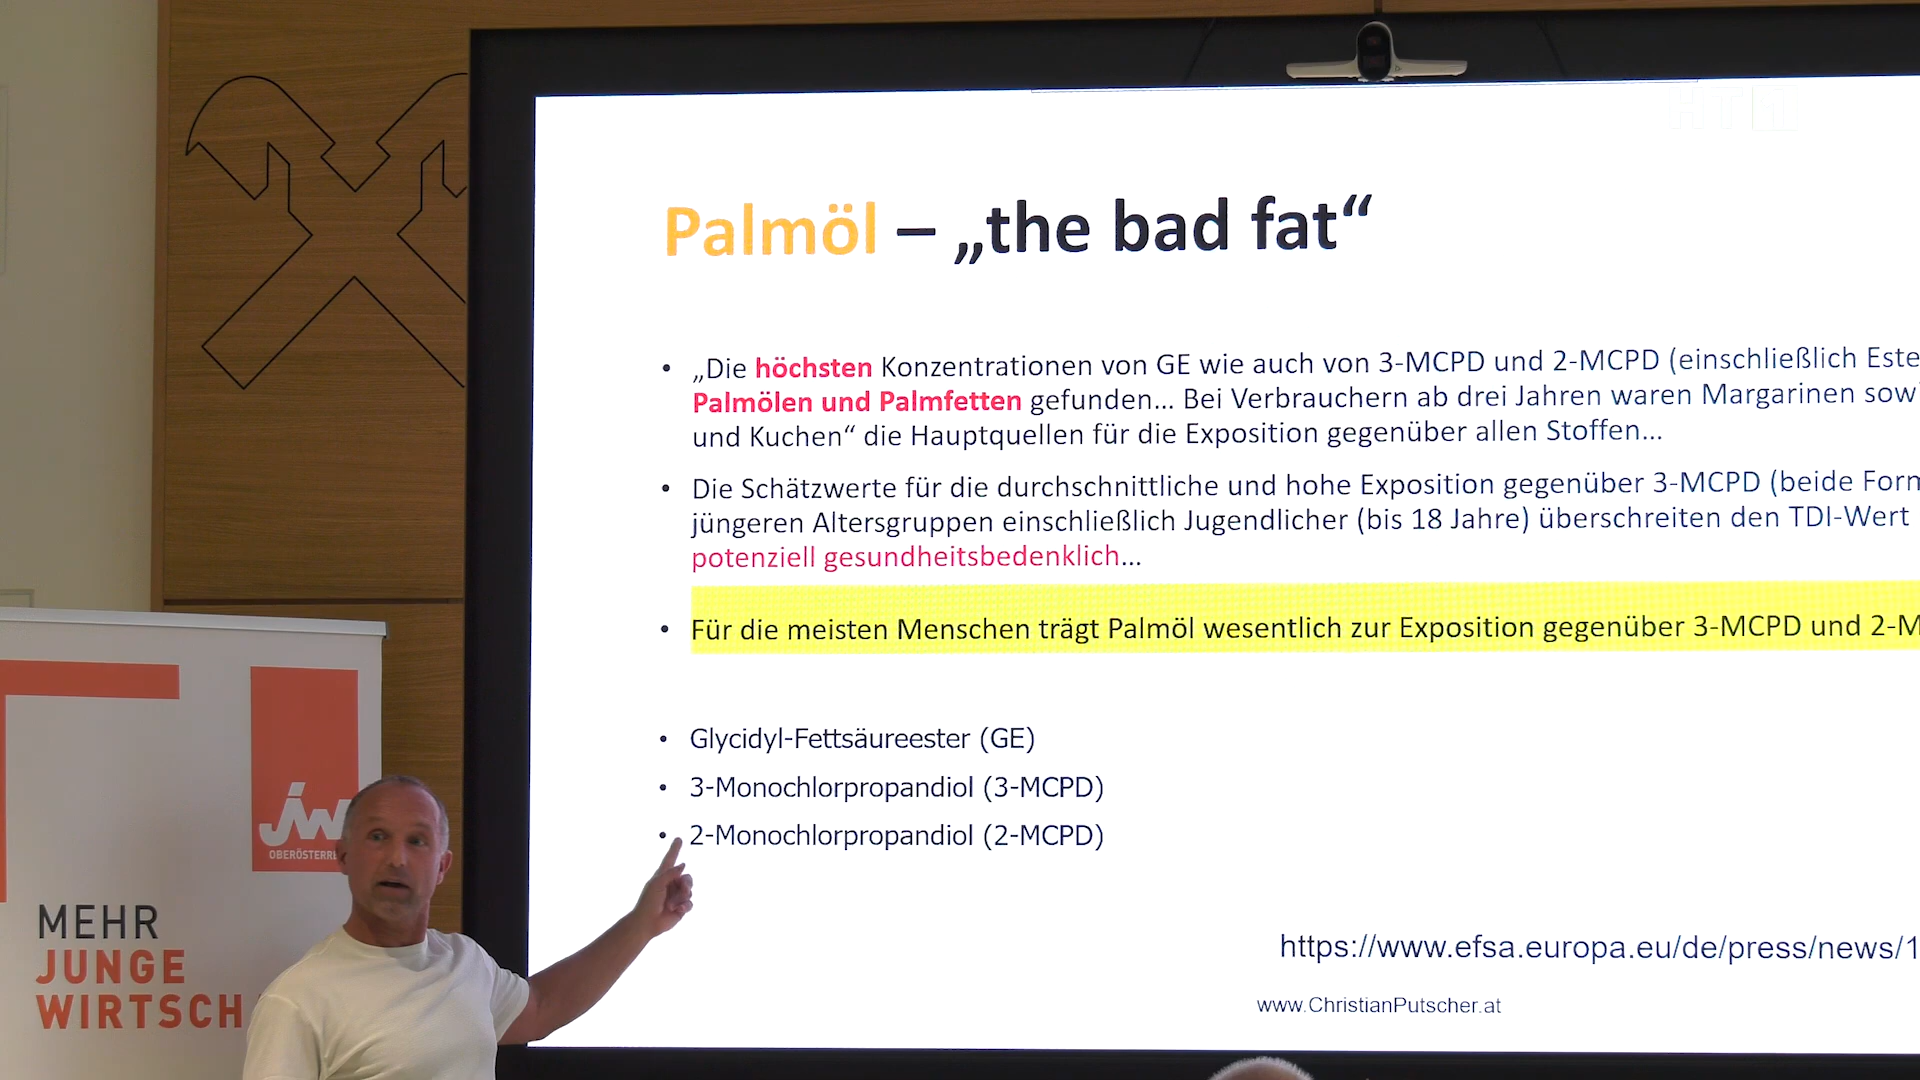 Palmöl – „the bad fat“
• „Die höchsten Konzentrationen von GE wie auch von 3-MCPD und 2-MCPD (einschließlich Este
Palmölen und Palmfetten gefunden... Bei Verbrauchern ab drei Jahren waren Margarinen sowi
und Kuchen“ die Hauptquellen für die Exposition gegenüber allen Stoffen...
• Die Schätzwerte für die durchschnittliche und hohe Exposition gegenüber 3-MCPD (beide Form
jüngeren Altersgruppen einschließlich Jugendlicher (bis 18 Jahre) überschreiten den TDI-Wert
potenziell gesundheitsbedenklich...
• Für die meisten Menschen trägt Palmöl wesentlich zur Exposition gegenüber 3-MCPD und 2-M
• Glycidyl-Fettsäureester (GE)
• 3-Monochlorpropandiol (3-MCPD)
• 2-Monochlorpropandiol (2-MCPD)
https://www.efsa.europa.eu/de/press/news/1
www.ChristianPutscher.at
jw
OBERÖSTERRE
MEHR
JUNGE
WIRTSCH